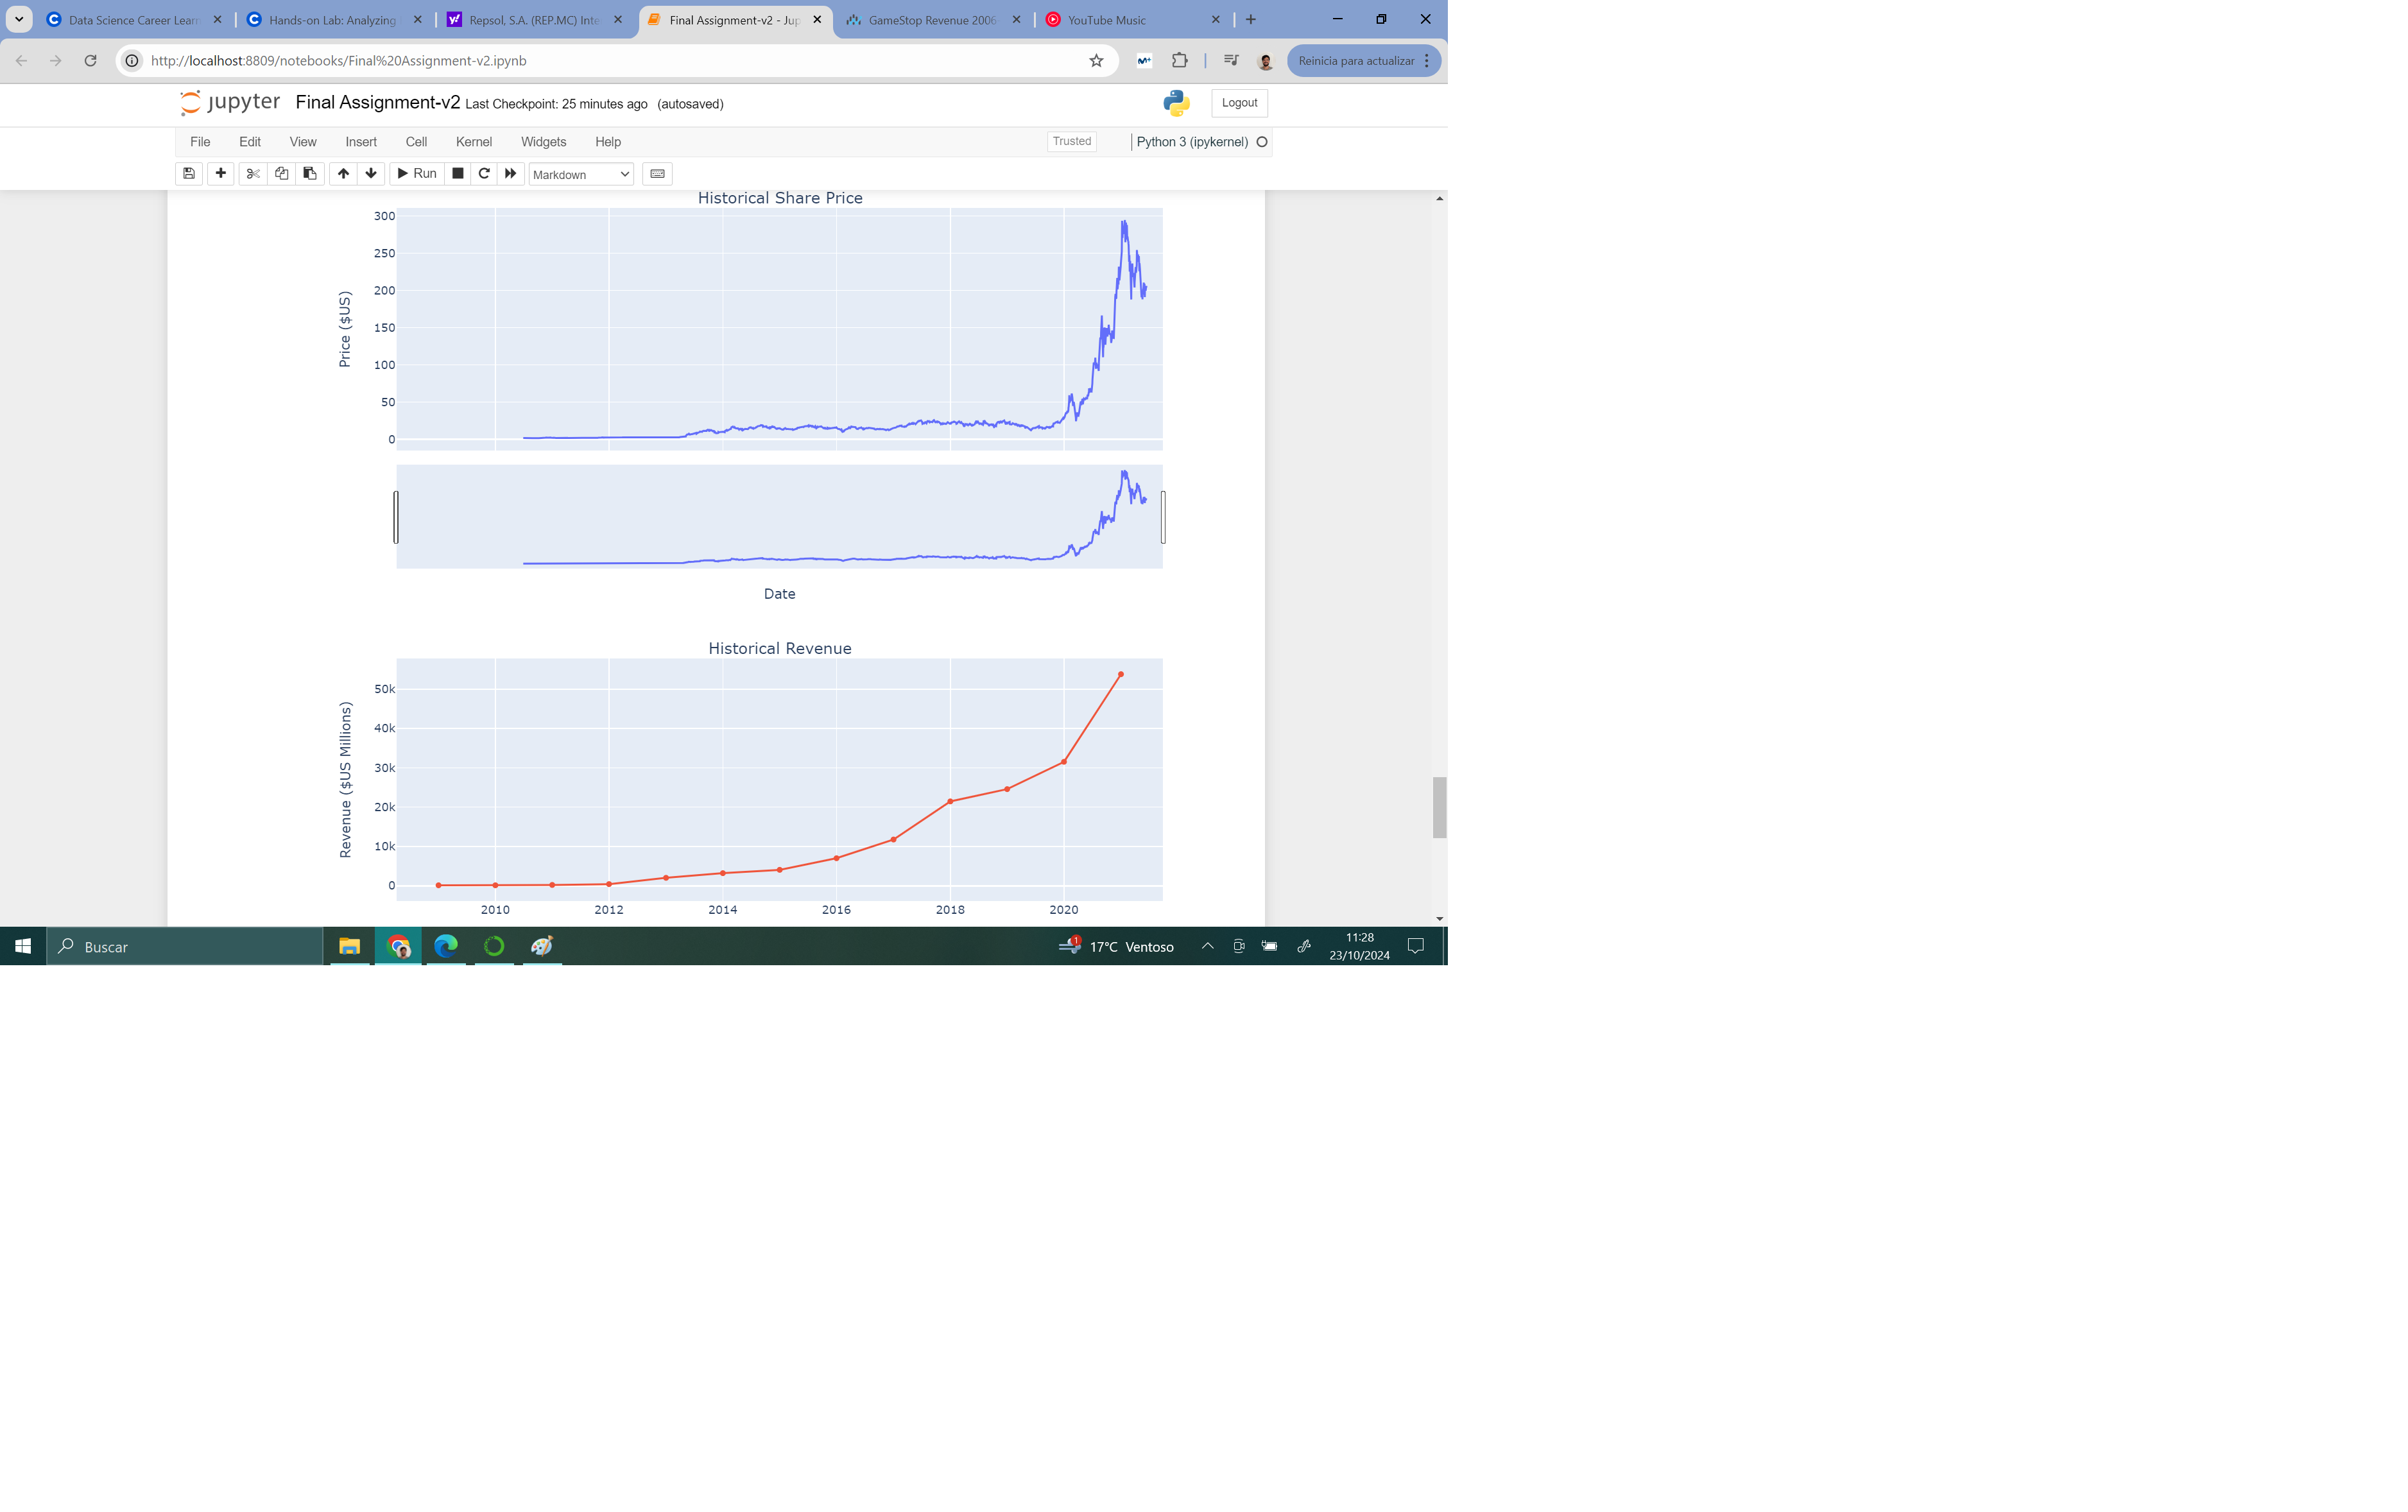 Data Science Career Learn
Hands-on Lab: Analyzing
Repsol, S.A. (REP.MC) Inte
Final Assignment-v2 - Jup
GameStop Revenue 2006
YouTube Music
http://localhost:8809/notebooks/Final%20Assignment-v2.ipynb
Reinicia para actualizar
jupyter Final Assignment-v2 Last Checkpoint: 25 minutes ago (autosaved)
Logout
File Edit View Insert Cell Kernel Widgets Help
Trusted
Python 3 (ipykernel)
Run
Markdown
Historical Share Price
300
250
200
150
100
50
0
Price ($US)
Date
Historical Revenue
50k
40k
30k
20k
10k
0
Revenue ($US Millions)
2010 2012 2014 2016 2018 2020
Buscar
1
17°C Ventoso
11:28
23/10/2024